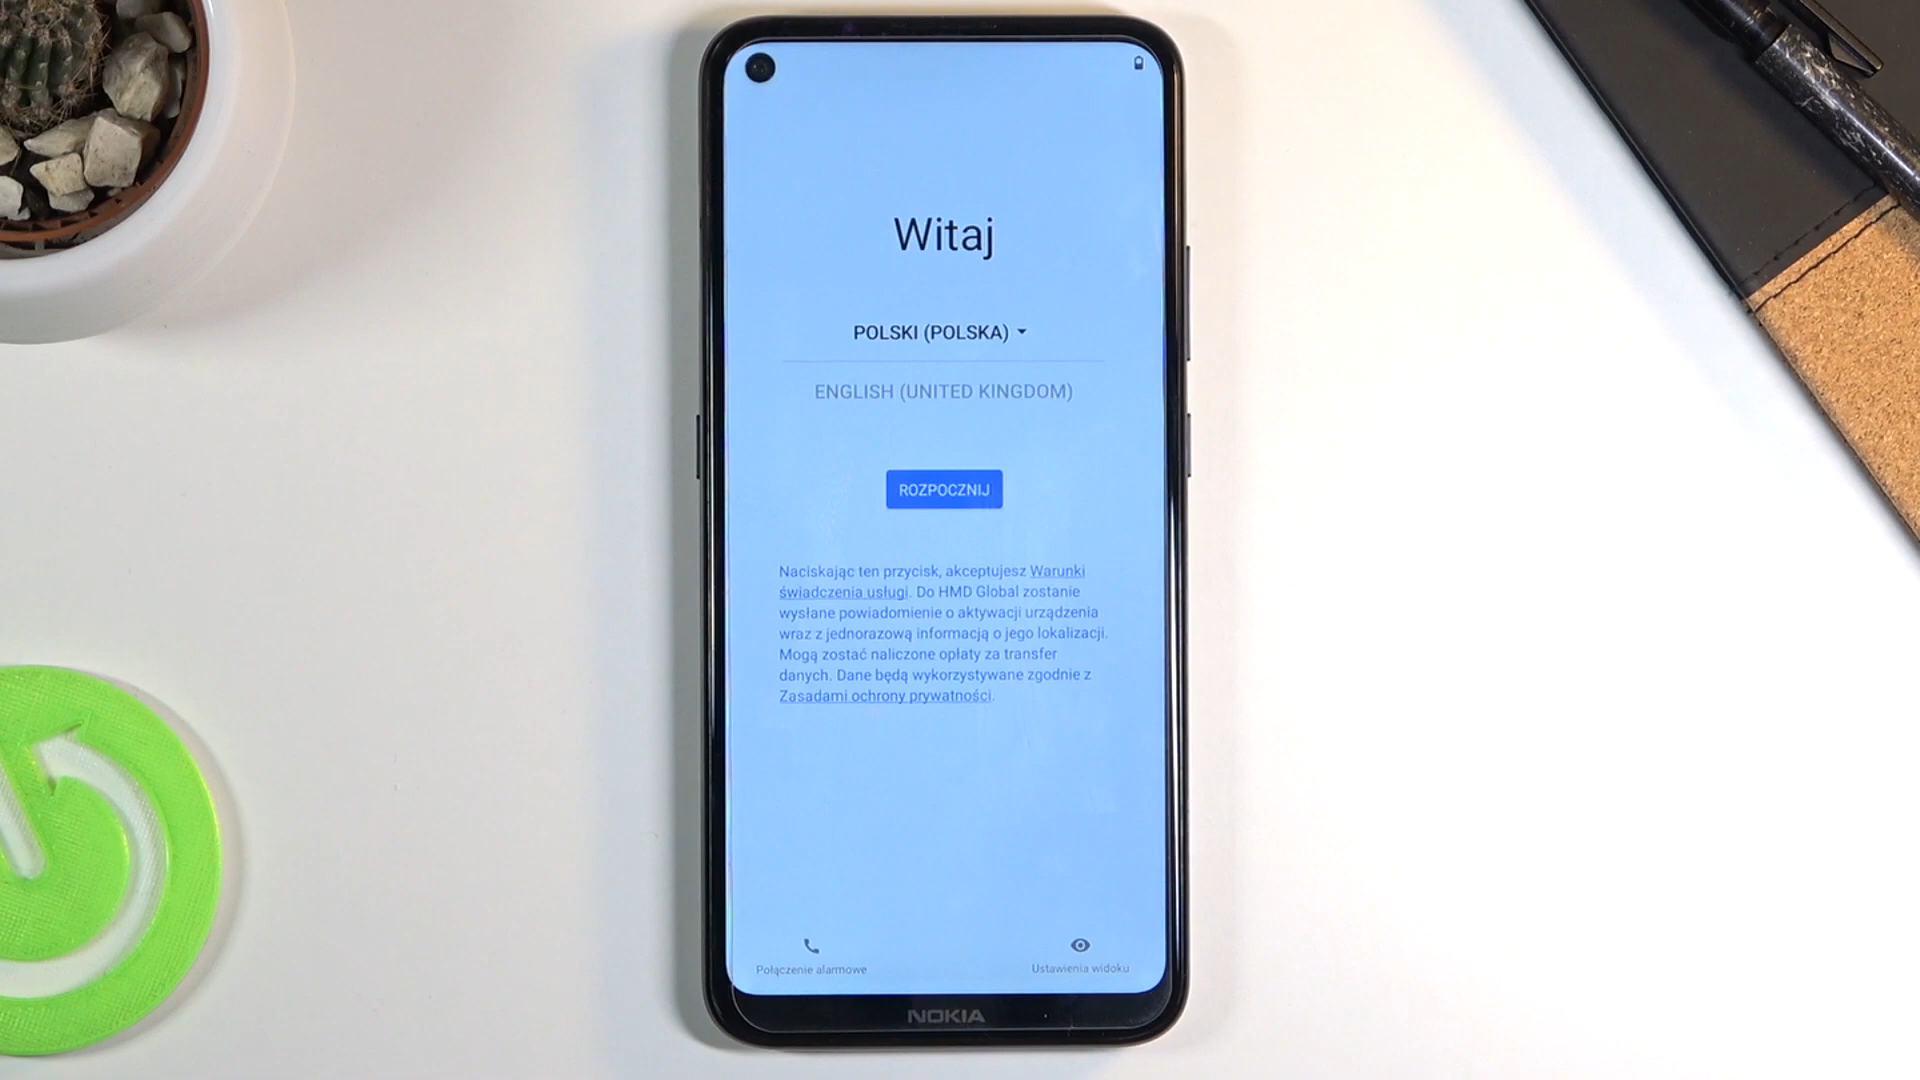 Witaj
POLSKI (POLSKA)
ENGLISH (UNITED KINGDOM)
ROZPOCZNIJ
Naciskając ten przycisk, akceptujesz Warunki
świadczenia usługi. Do HMD Global zostanie
wysłane powiadomienie o aktywacji urządzenia
wraz z jednorazową informacją o jego lokalizacji.
Mogą zostać naliczone opłaty za transfer
danych. Dane będą wykorzystywane zgodnie z
Zasadami ochrony prywatności.
Połączenie alarmowe
Ustawienia widoku
NOKIA